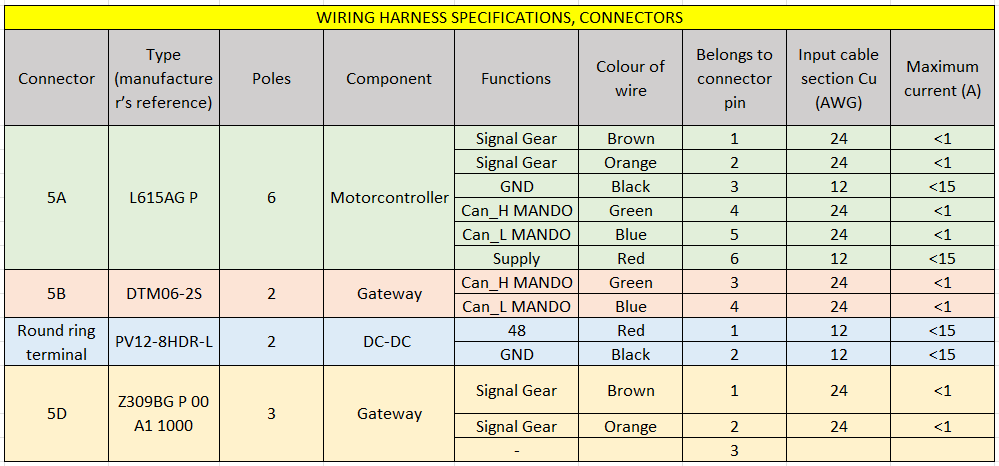 WIRING HARNESS SPECIFICATIONS, CONNECTORS
Connector Type (manufacture r's reference) Poles Component Functions Colour of wire Belongs to connector pin Input cable section Cu (AWG) Maximum current (A)
5A L615AG P 6 Motorcontroller
Signal Gear Brown 1 24 <1
Signal Gear Orange 2 24 <1
GND Black 3 12 <15
Can_H MANDO Green 4 24 <1
Can_L MANDO Blue 5 24 <1
Supply Red 6 12 <15
5B DTM06-2S 2 Gateway
Can_H MANDO Green 3 24 <1
Can_L MANDO Blue 4 24 <1
Round ring terminal PV12-8HDR-L 2 DC-DC
48 Red 1 12 <15
GND Black 2 12 <15
5D Z309BG P 00 A1 1000 3 Gateway
Signal Gear Brown 1 24 <1
Signal Gear Orange 2 24 <1
- 3